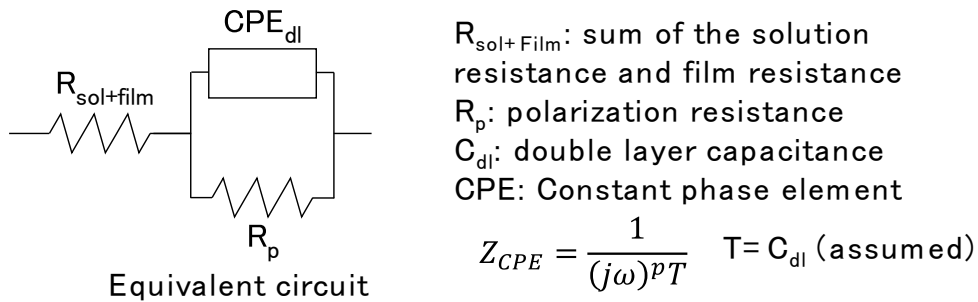 CPE_dl
R_sol+film
R_p
Equivalent circuit
R_sol+Film: sum of the solution
resistance and film resistance
R_p: polarization resistance
C_dl: double layer capacitance
CPE: Constant phase element
Z_CPE = 1/((jω)^p T) T= C_dl (assumed)